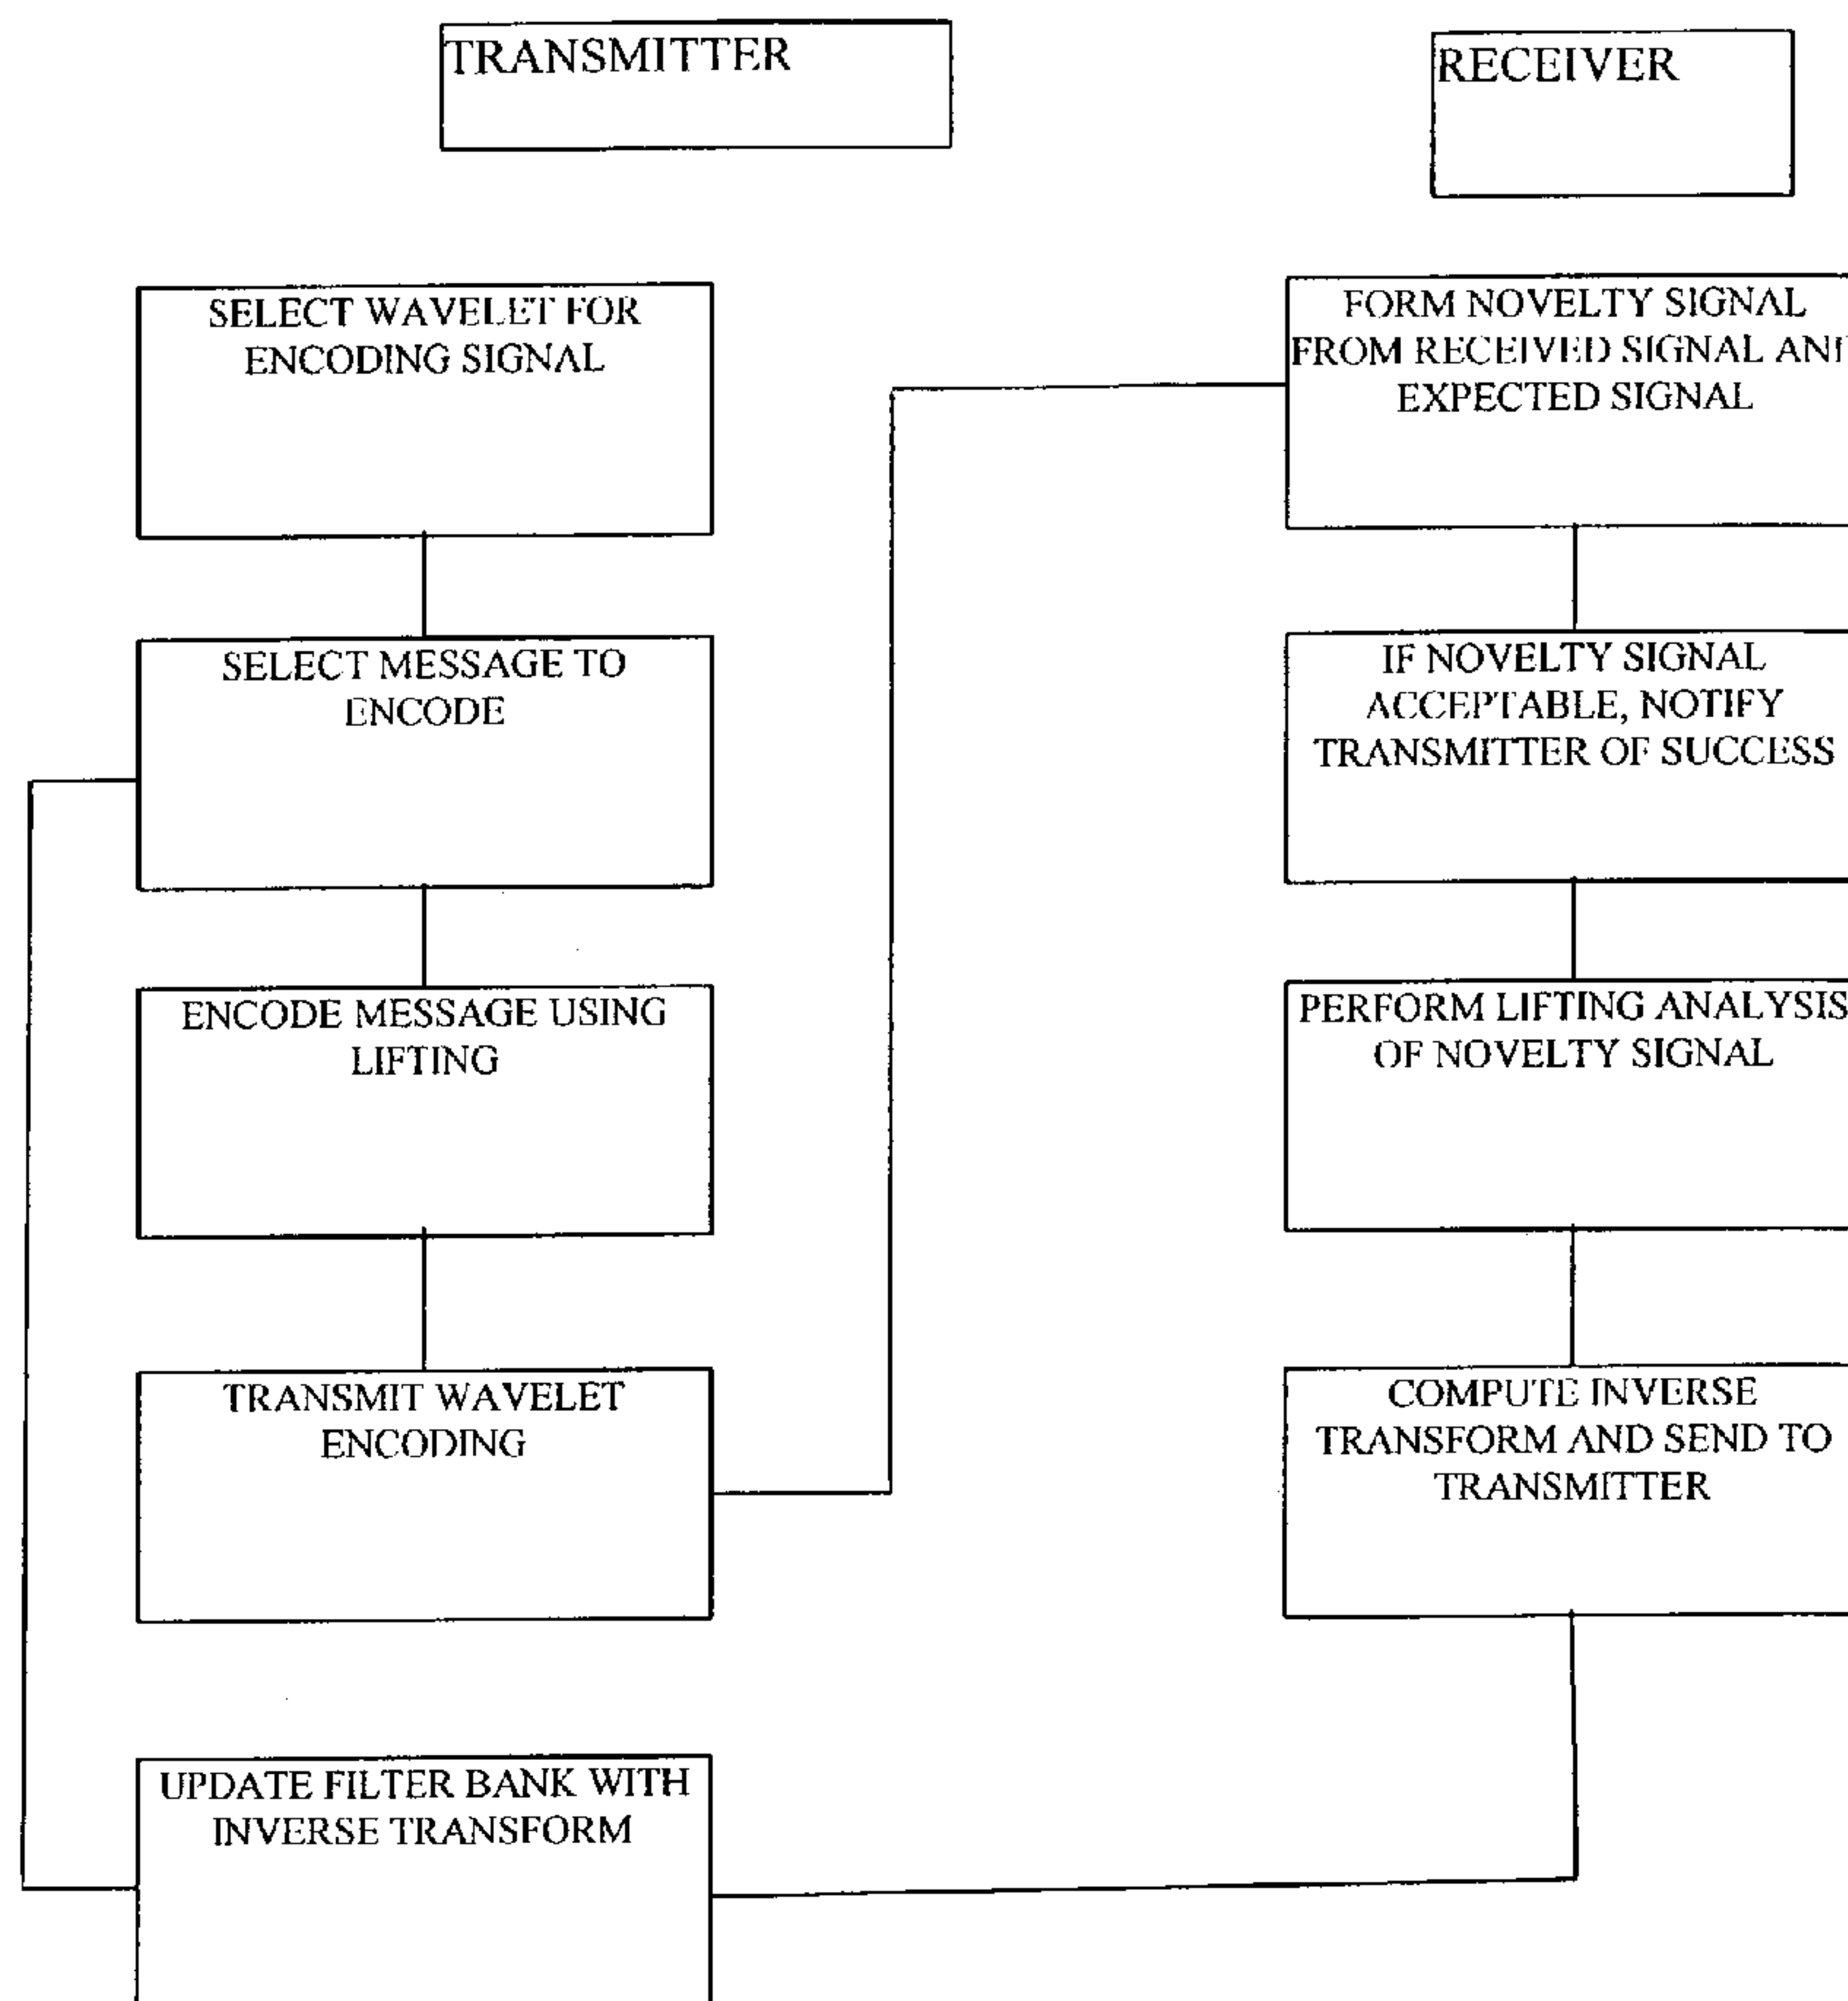 TRANSMITTER
RECEIVER
SELECT WAVELET FOR
ENCODING SIGNAL
SELECT MESSAGE TO
ENCODE
ENCODE MESSAGE USING
LIFTING
TRANSMIT WAVELET
ENCODING
UPDATE FILTER BANK WITH
INVERSE TRANSFORM
FORM NOVELTY SIGNAL
FROM RECEIVED SIGNAL AND
EXPECTED SIGNAL
IF NOVELTY SIGNAL
ACCEPTABLE, NOTIFY
TRANSMITTER OF SUCCESS
PERFORM LIFTING ANALYSIS
OF NOVELTY SIGNAL
COMPUTE INVERSE
TRANSFORM AND SEND TO
TRANSMITTER